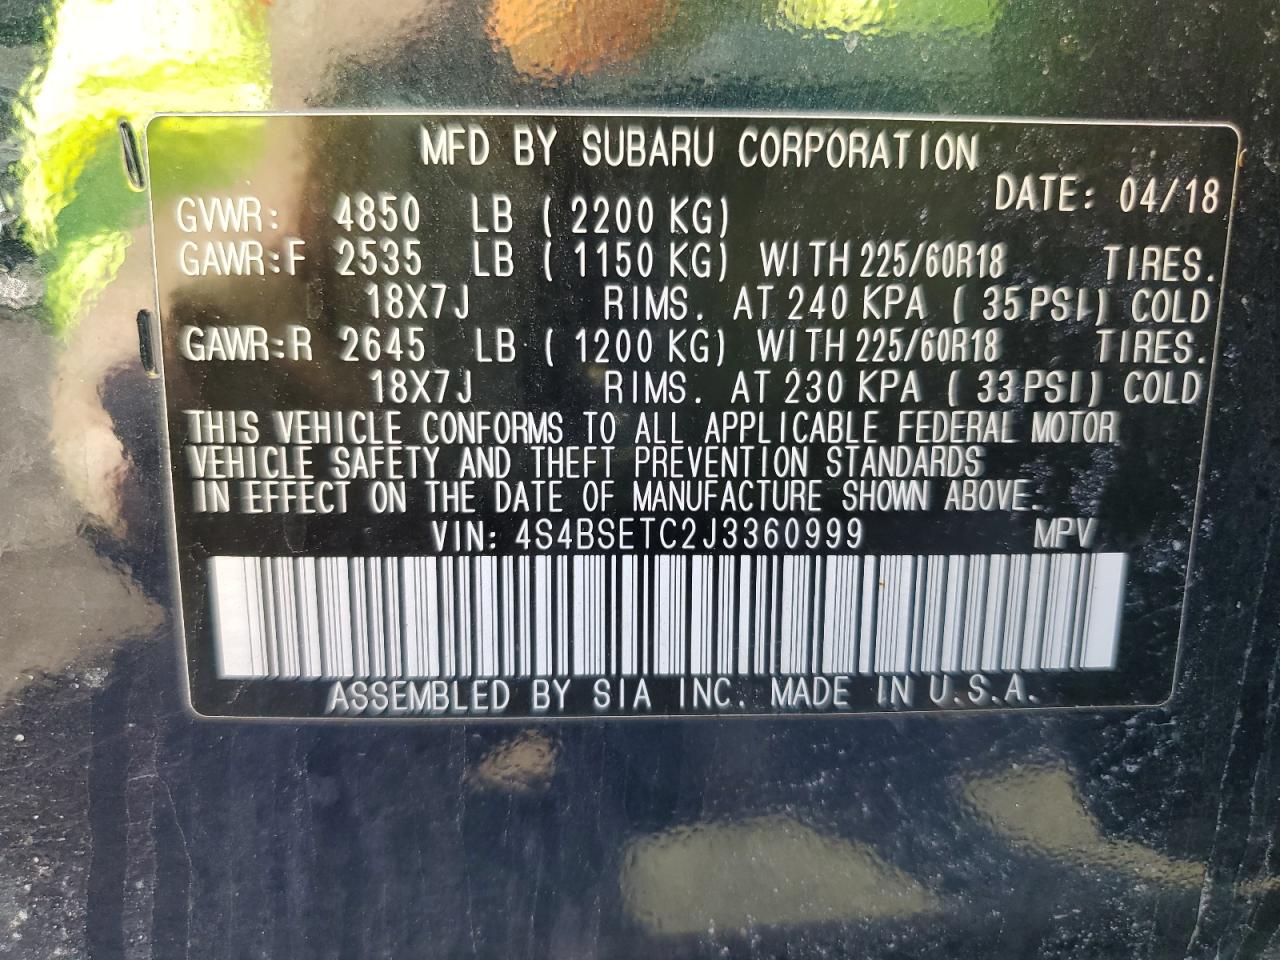 MFD BY SUBARU CORPORATION
DATE: 04/18
GVWR: 4850 LB ( 2200 KG)
GAWR:F 2535 LB ( 1150 KG) WITH 225/60R18 TIRES.
18X7J RIMS. AT 240 KPA ( 35 PSI) COLD
GAWR:R 2645 LB ( 1200 KG) WITH 225/60R18 TIRES.
18X7J RIMS. AT 230 KPA ( 33 PSI) COLD
THIS VEHICLE CONFORMS TO ALL APPLICABLE FEDERAL MOTOR
VEHICLE SAFETY AND THEFT PREVENTION STANDARDS
IN EFFECT ON THE DATE OF MANUFACTURE SHOWN ABOVE.
VIN: 4S4BSETC2J3360999 MPV
ASSEMBLED BY SIA INC. MADE IN U.S.A.